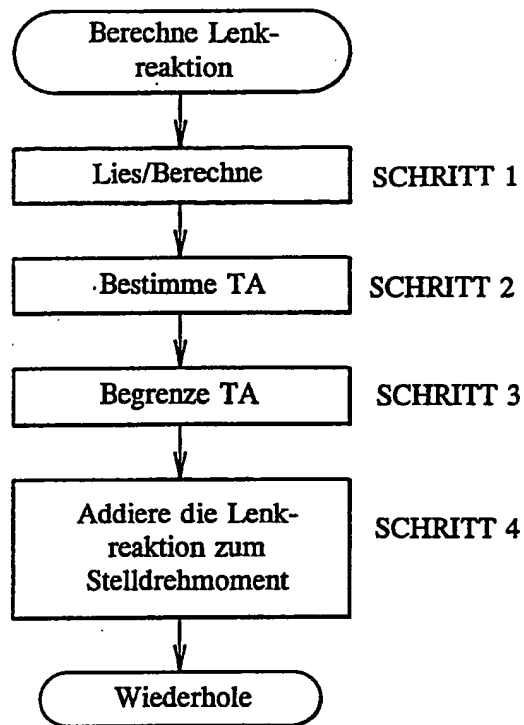 Berechne Lenk-
reaktion
Lies/Berechne
SCHRITT 1
Bestimme TA
SCHRITT 2
Begrenze TA
SCHRITT 3
Addiere die Lenk-
reaktion zum
Stelldrehmoment
SCHRITT 4
Wiederhole